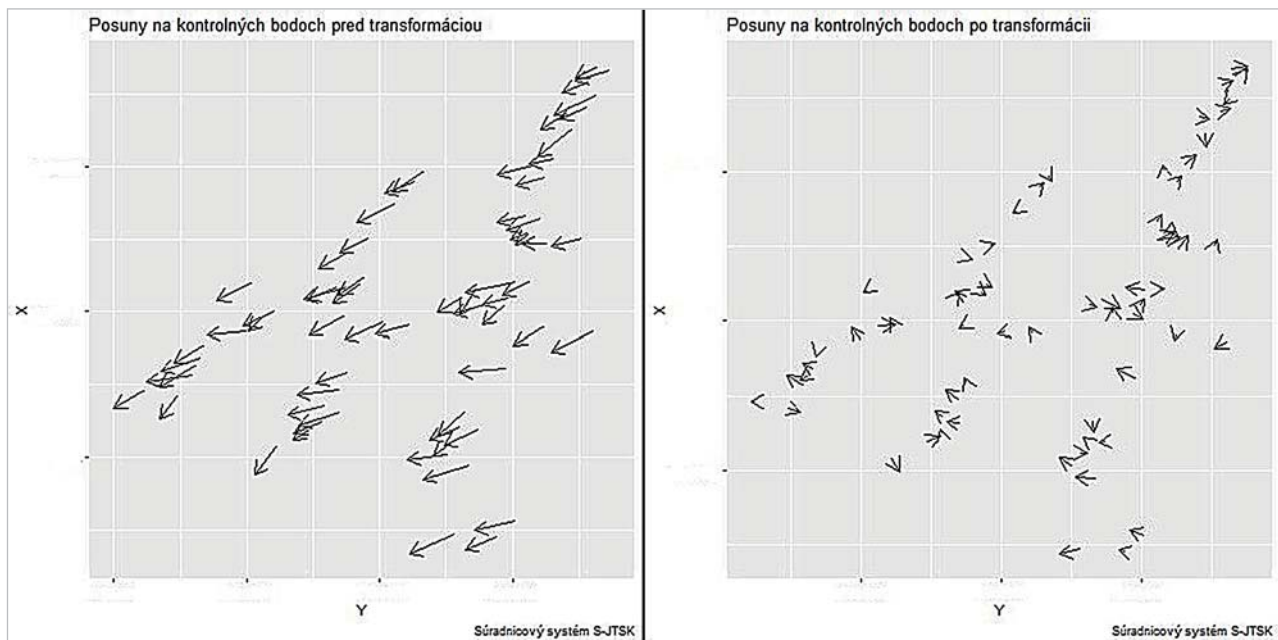 Posuny na kontrolných bodoch pred transformáciou
X
Y
Súradnicový systém S-JTSK
Posuny na kontrolných bodoch po transformácii
X
Y
Súradnicový systém S-JTSK